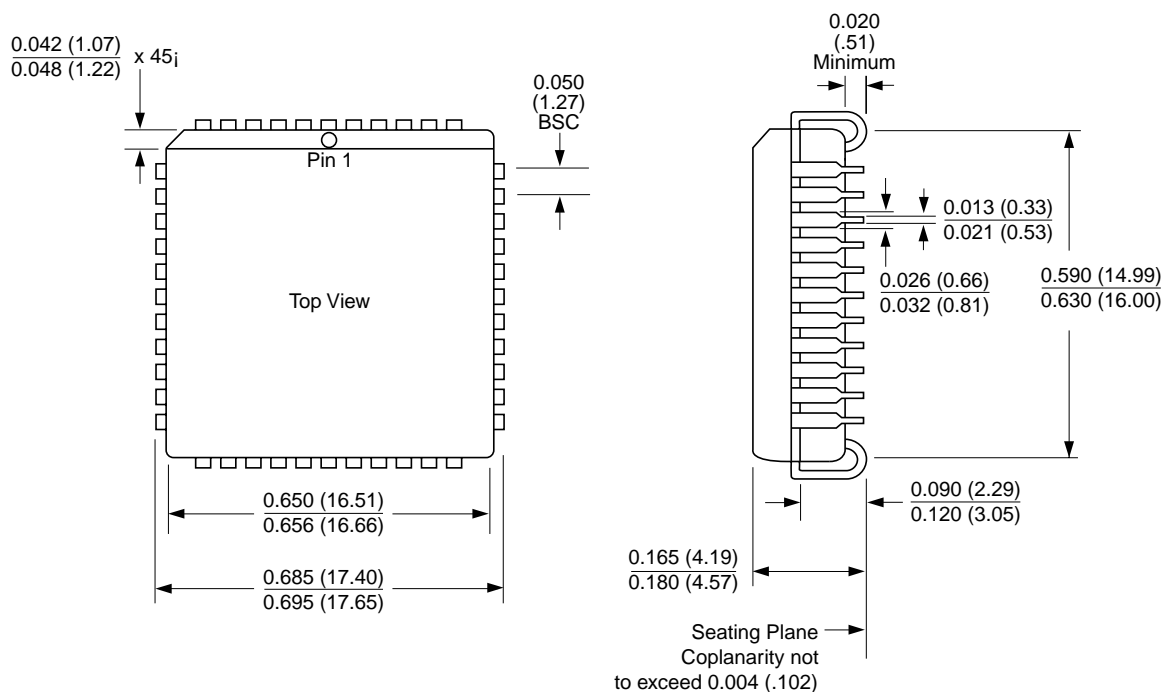 0.042 (1.07)
0.048 (1.22)
x 45¡
0.050
(1.27)
BSC
Pin 1
Top View
0.650 (16.51)
0.656 (16.66)
0.685 (17.40)
0.695 (17.65)
0.020
(.51)
Minimum
0.013 (0.33)
0.021 (0.53)
0.026 (0.66)
0.032 (0.81)
0.590 (14.99)
0.630 (16.00)
0.090 (2.29)
0.120 (3.05)
0.165 (4.19)
0.180 (4.57)
Seating Plane
Coplanarity not
to exceed 0.004 (.102)